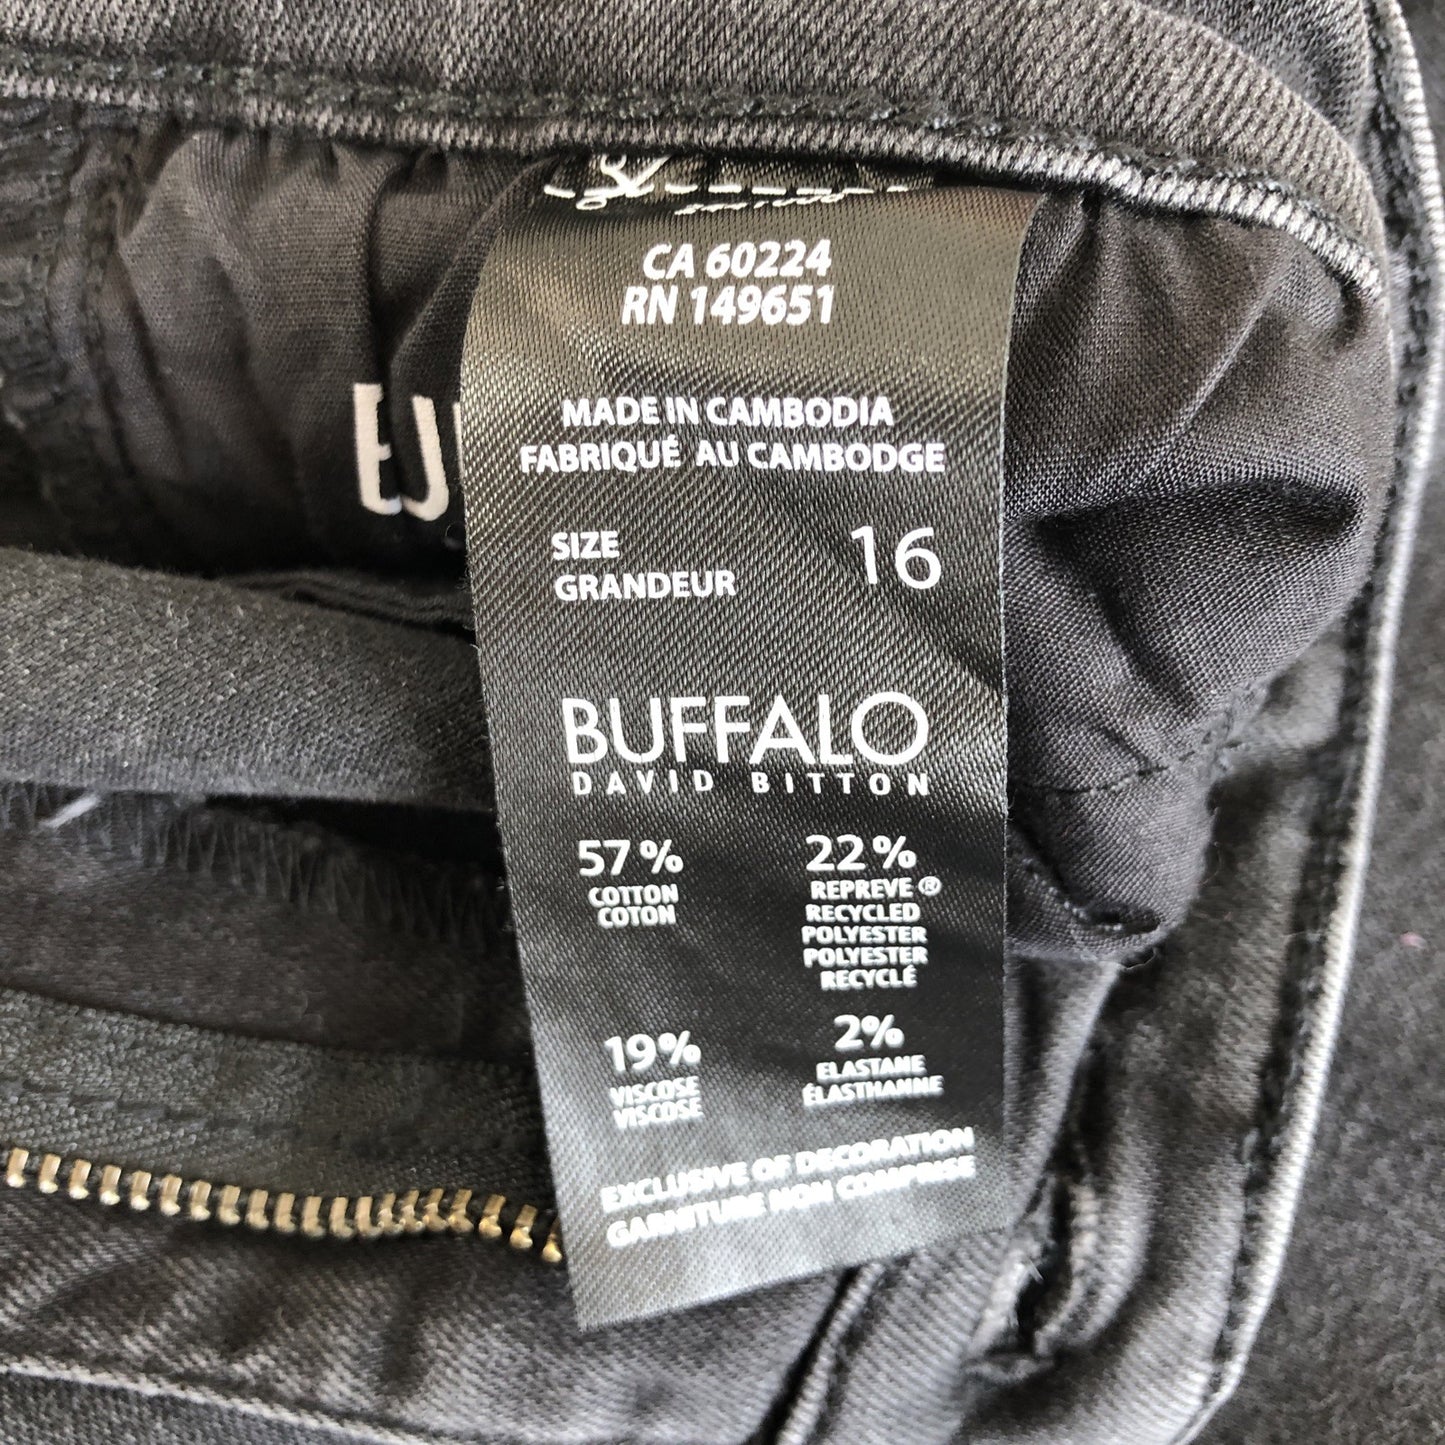 CA 60224
RN 149651
MADE IN CAMBODIA
FABRIQUÉ AU CAMBODGE
SIZE 16
GRANDEUR
BUFFALO
DAVID BITTON
57%
COTTON
COTON
22%
REPREVE®
RECYCLED
POLYESTER
POLYESTER
RECYCLÉ
19%
VISCOSE
VISCOSE
2%
ELASTANE
ÉLASTHANNE
EXCLUSIVE OF DECORATION
GARNITURE NON COMPRISE